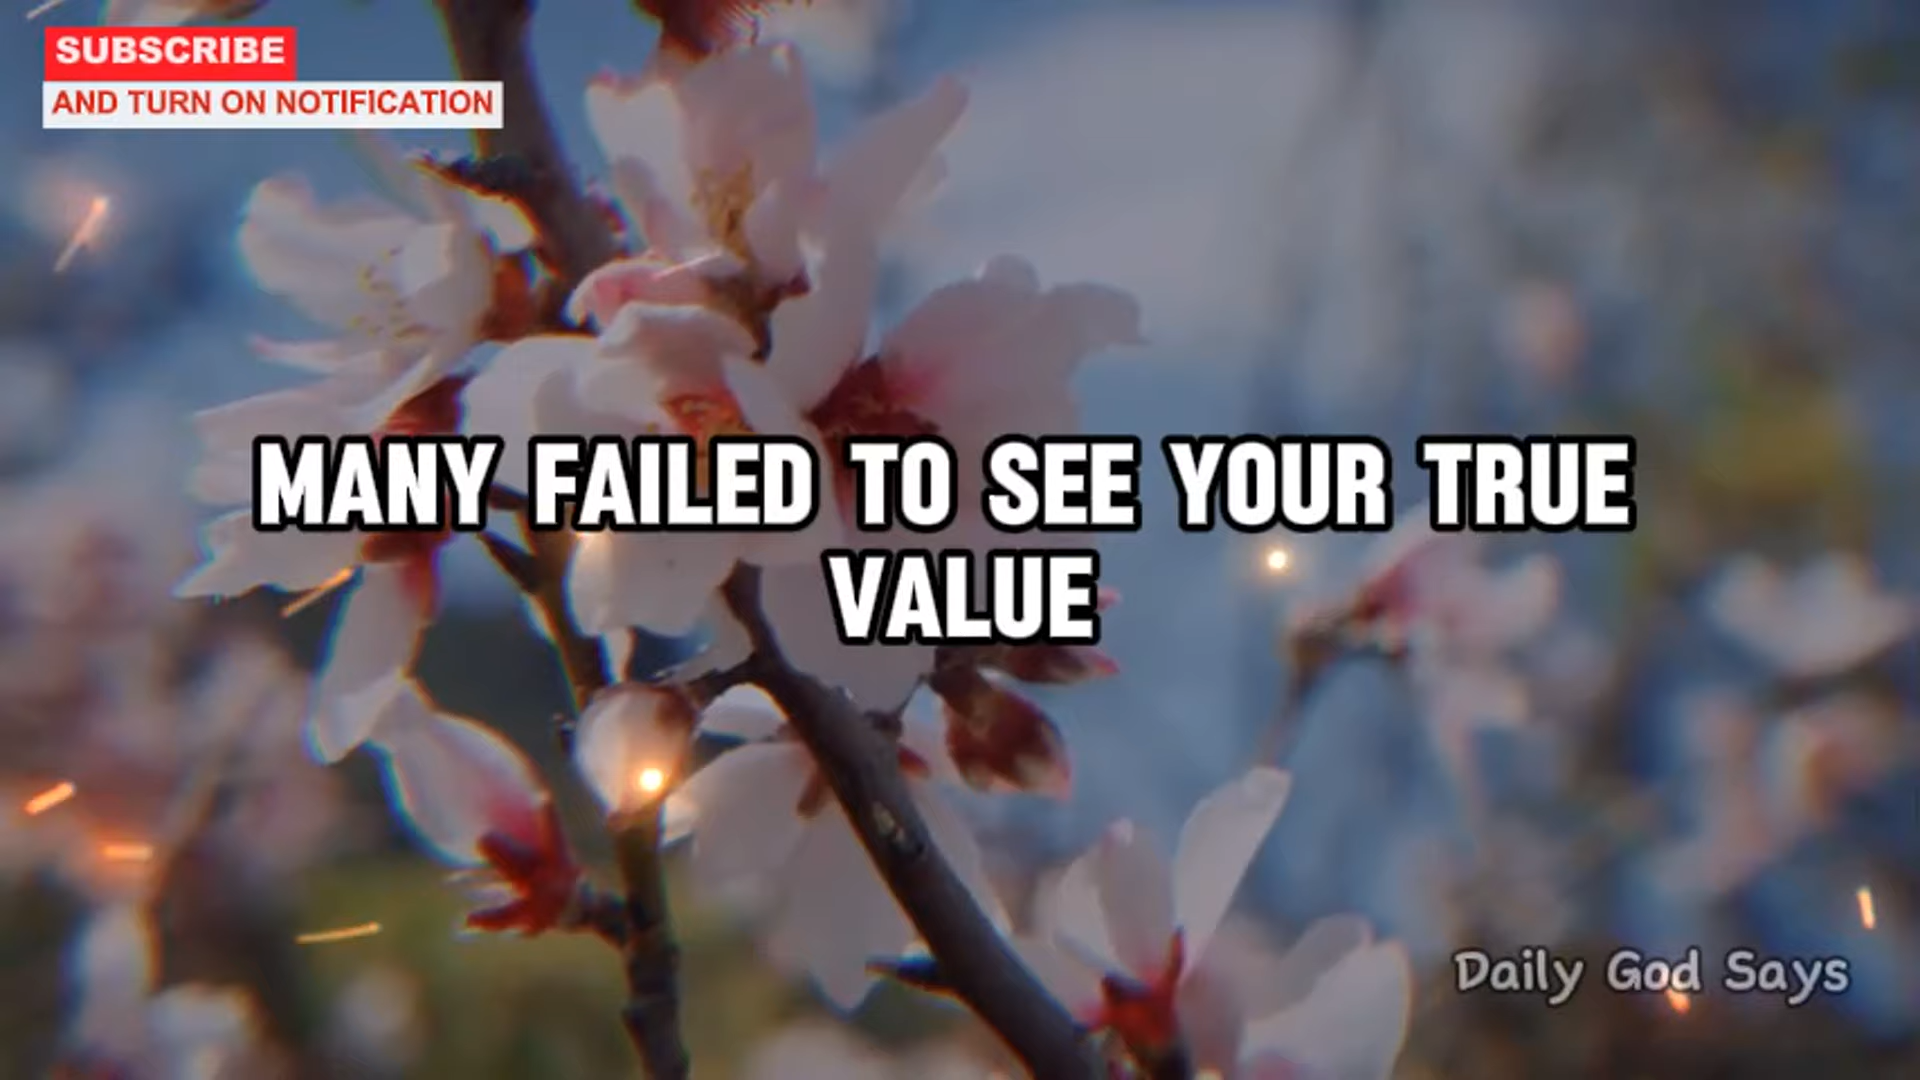 SUBSCRIBE
AND TURN ON NOTIFICATION
MANY FAILED TO SEE YOUR TRUE
VALUE
Daily God Says